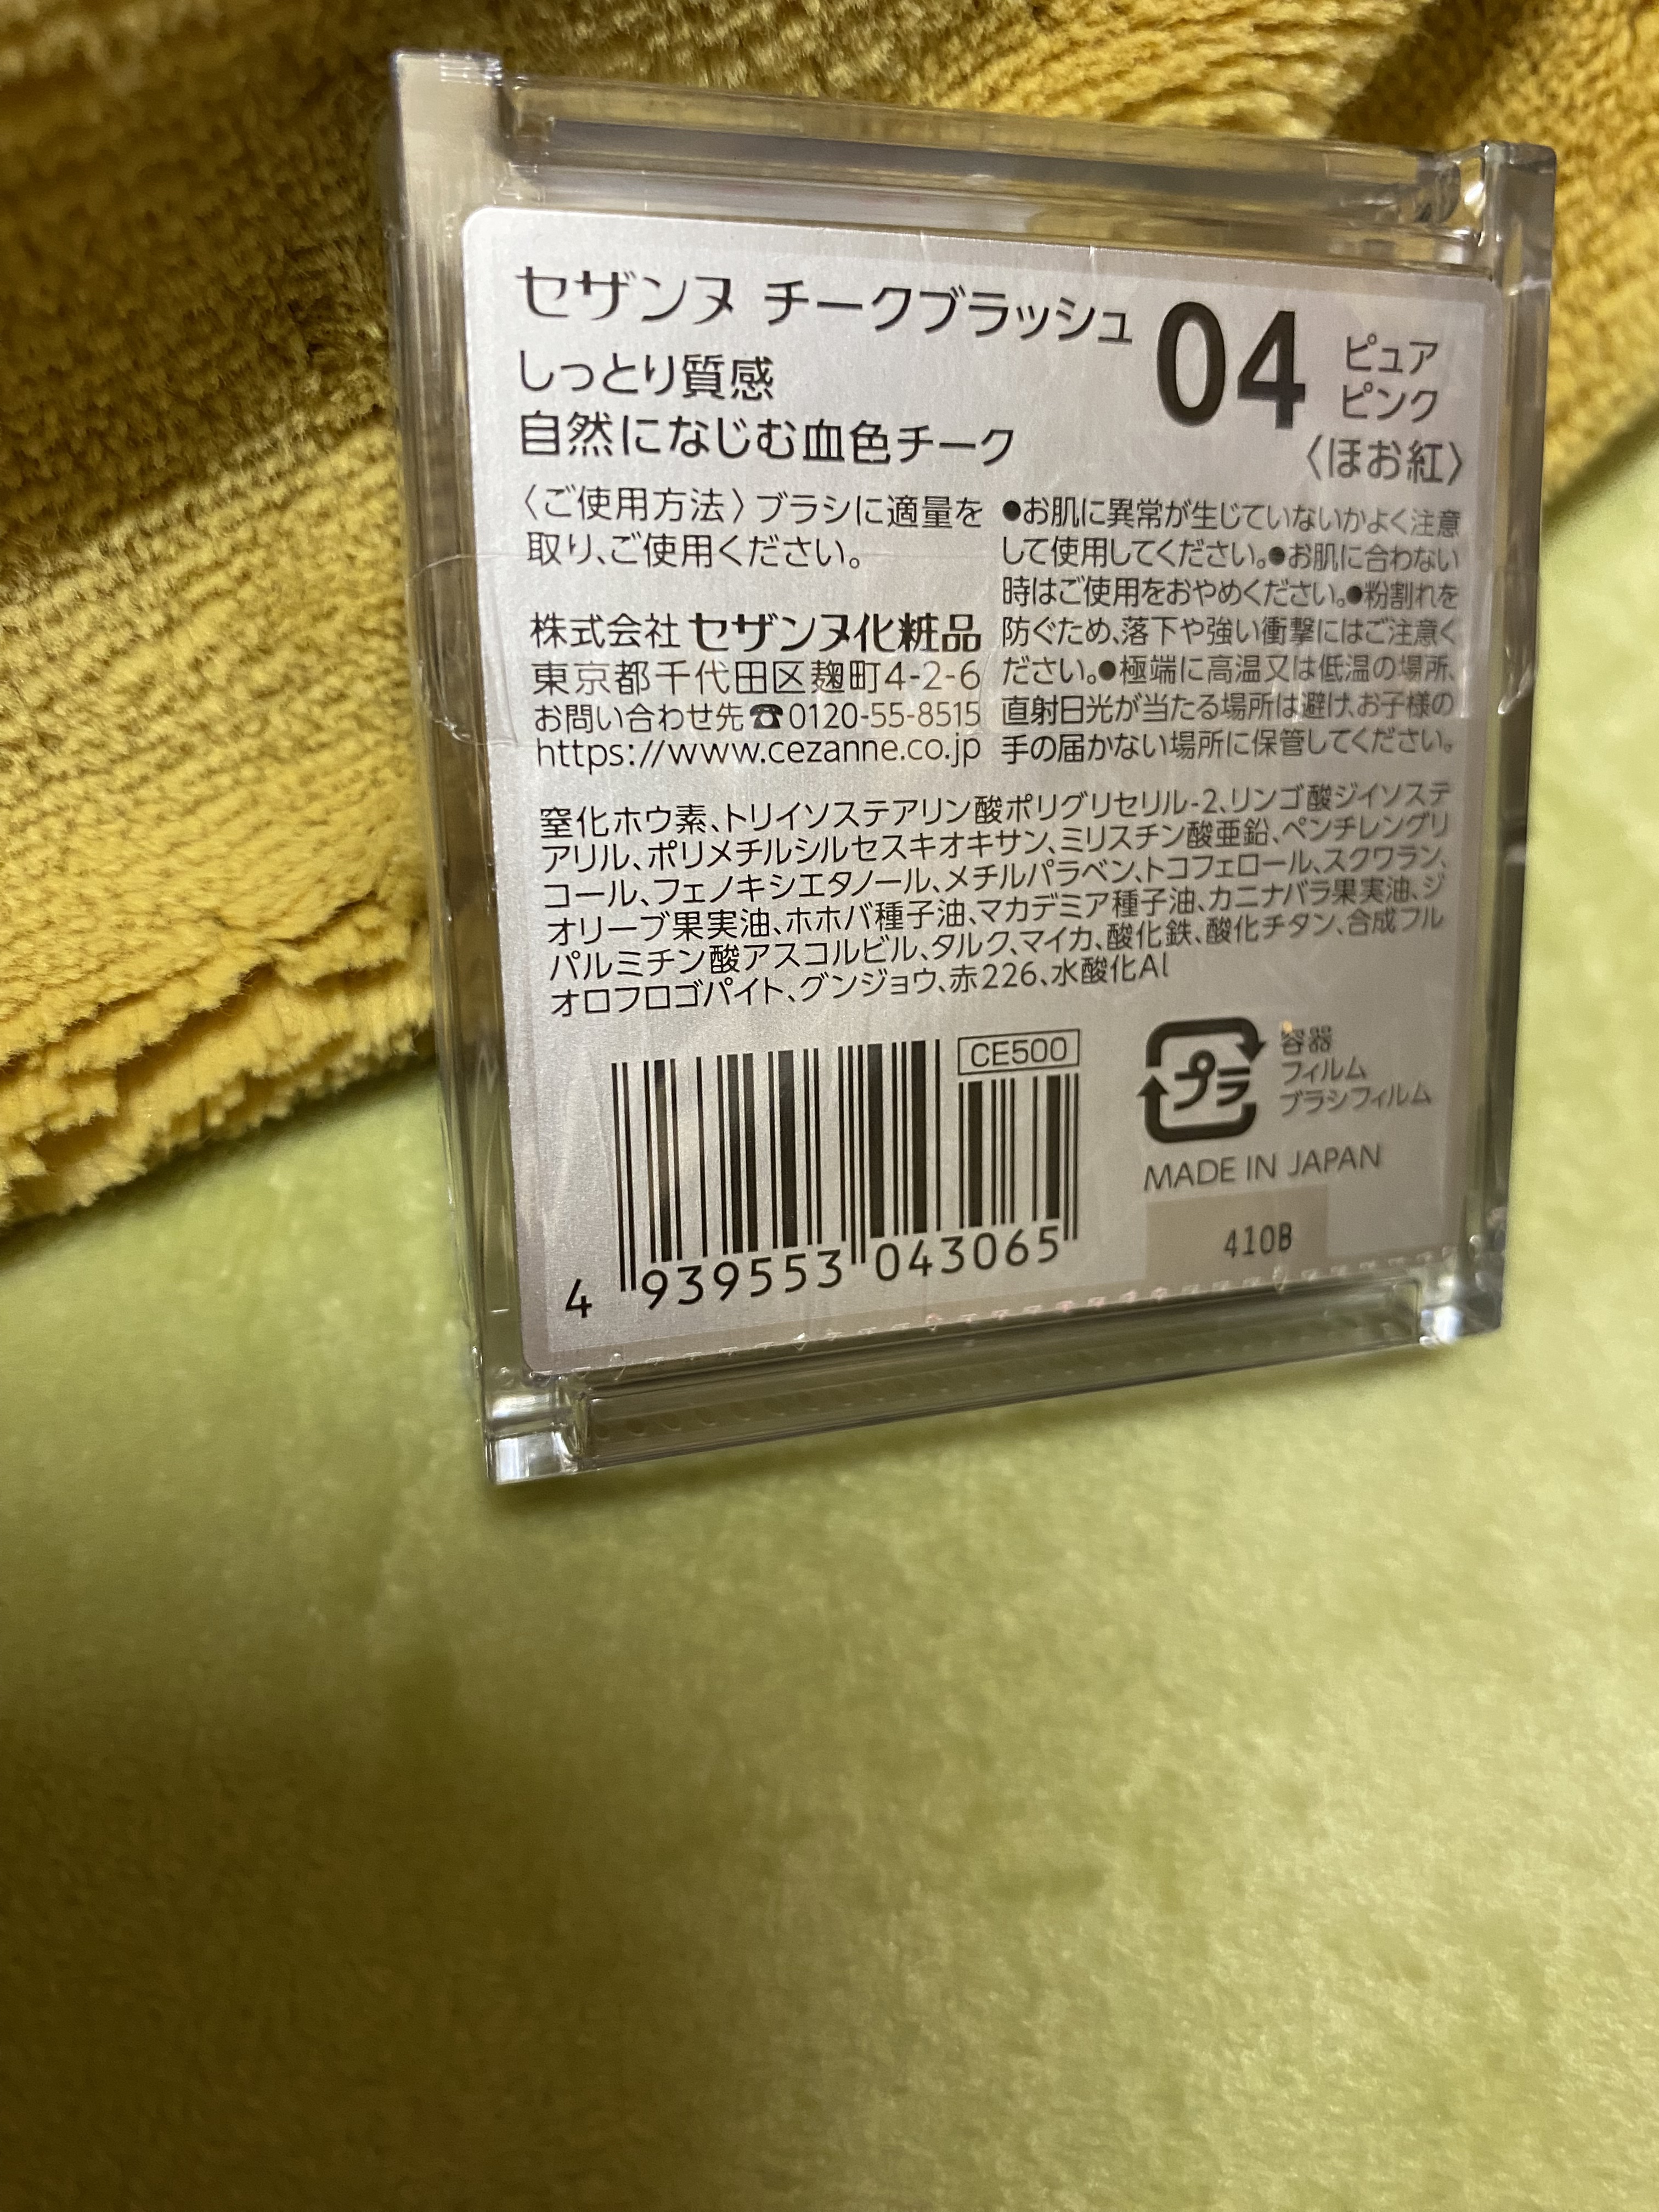 セザンヌ チークブラッシュ
04
ピュア
ピンク
〈ほお紅〉
しっとり質感
自然になじむ血色チーク
〈ご使用方法〉ブラシに適量を
取り、ご使用ください。
株式会社 セザンヌ化粧品
東京都千代田区麹町4-2-6
お問い合わせ先☎0120-55-8515
https://www.cezanne.co.jp
●お肌に異常が生じていないかよく注意
して使用してください。●お肌に合わない
時はご使用をおやめください。●粉割れを
防ぐため、落下や強い衝撃にはご注意く
ださい。●極端に高温又は低温の場所、
直射日光が当たる場所は避け、お子様の
手の届かない場所に保管してください。
窒化ホウ素、トリイソステアリン酸ポリグリセリル-2、リンゴ酸ジイソステ
アリル、ポリメチルシルセスキオキサン、ミリスチン酸亜鉛、ペンチレングリ
コール、フェノキシエタノール、メチルパラベン、トコフェロール、スクワラン、
オリーブ果実油、ホホバ種子油、マカデミア種子油、カニナバラ果実油、ジ
パルミチン酸アスコルビル、タルク、マイカ、酸化鉄、酸化チタン、合成フル
オロフロゴパイト、グンジョウ、赤226、水酸化Al
CE500
4 939553 043065
プラ
容器
フィルム
ブラシフィルム
MADE IN JAPAN
410B